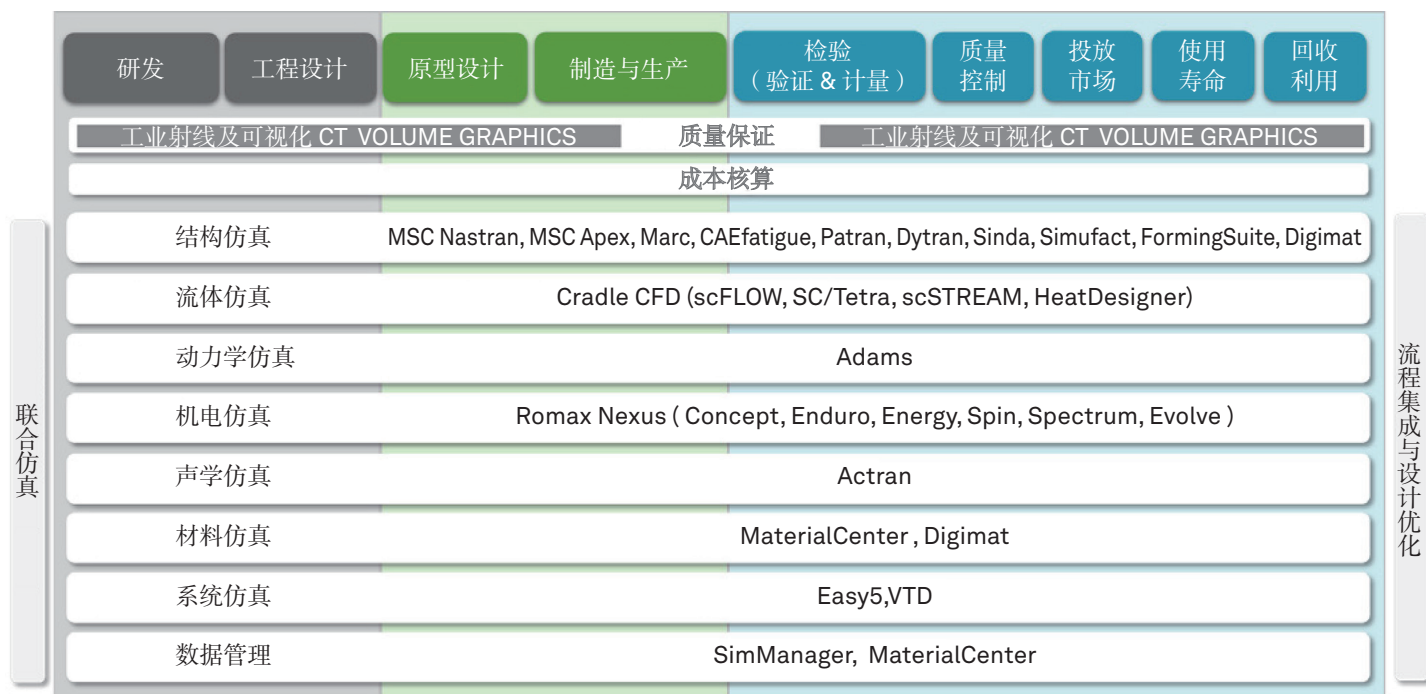 研发
工程设计
原型设计
制造与生产
检验
（验证 & 计量）
质量
控制
投放
市场
使用
寿命
回收
利用
工业射线及可视化 CT VOLUME GRAPHICS
质量保证
工业射线及可视化 CT VOLUME GRAPHICS
成本核算
联合仿真
结构仿真
MSC Nastran, MSC Apex, Marc, CAEfatigue, Patran, Dytran, Sinda, Simufact, FormingSuite, Digimat
流体仿真
Cradle CFD (scFLOW, SC/Tetra, scSTREAM, HeatDesigner)
动力学仿真
Adams
机电仿真
Romax Nexus ( Concept, Enduro, Energy, Spin, Spectrum, Evolve )
声学仿真
Actran
材料仿真
MaterialCenter , Digimat
系统仿真
Easy5,VTD
数据管理
SimManager, MaterialCenter
流程集成与设计优化